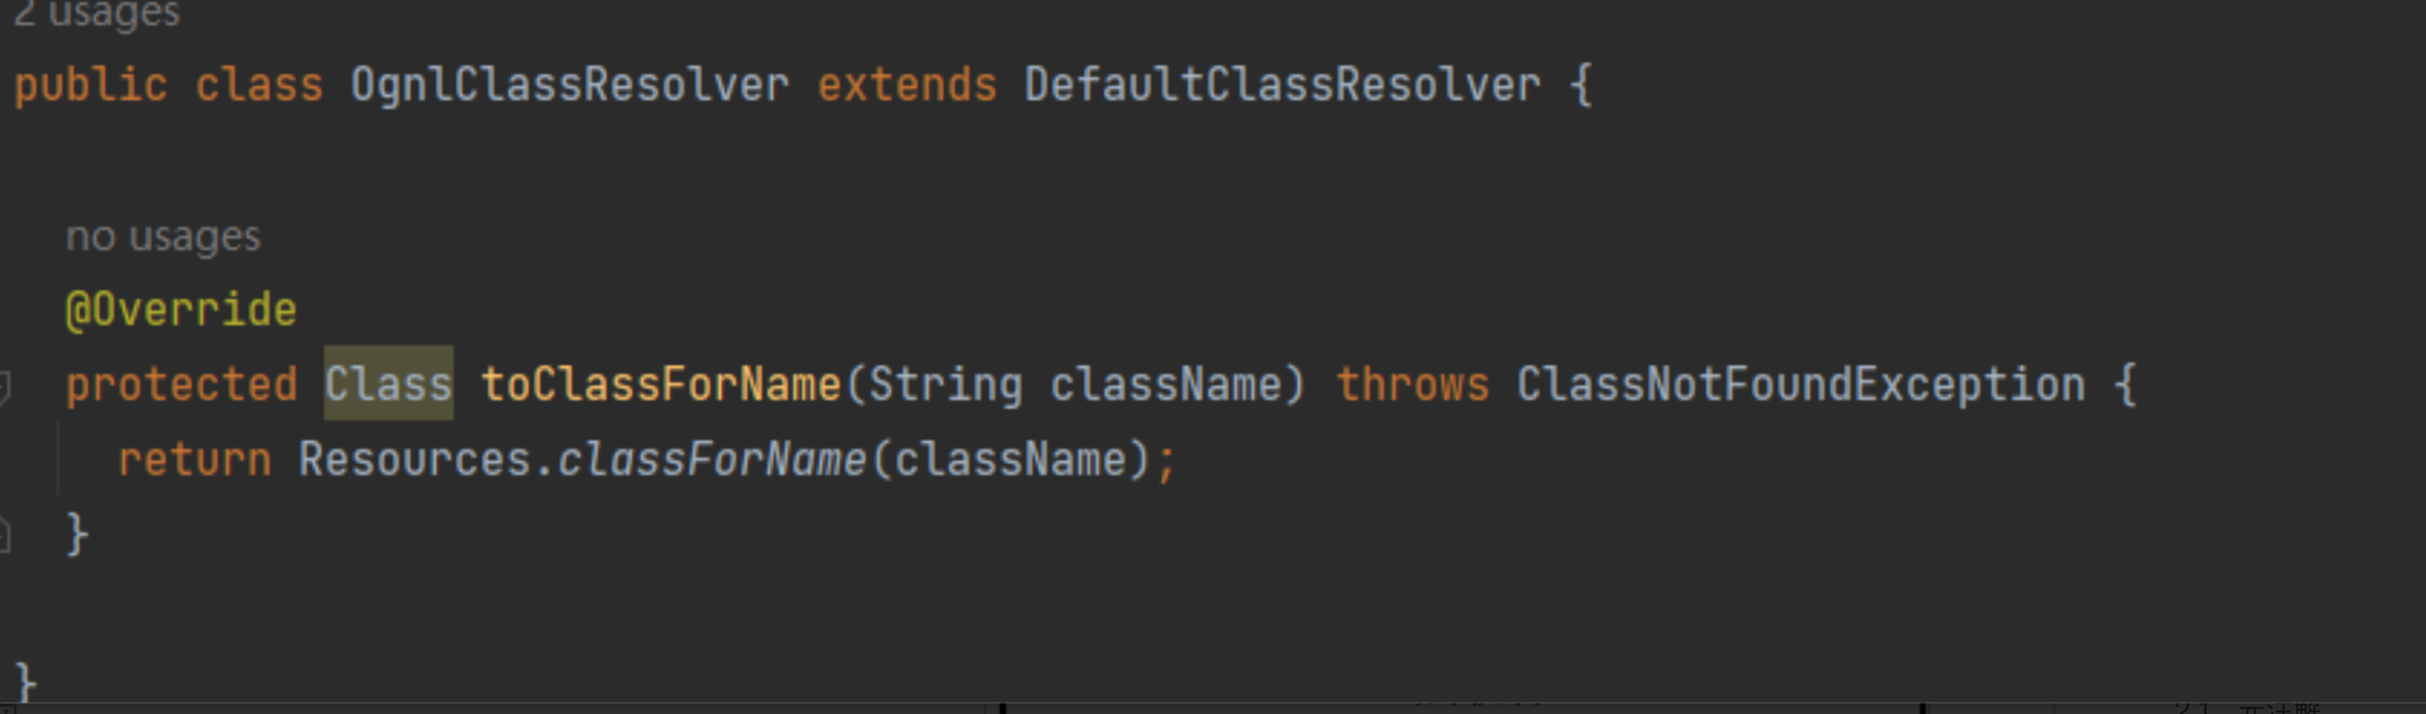 2 usages
public class OgnlClassResolver extends DefaultClassResolver {
no usages
@Override
protected Class toClassForName(String className) throws ClassNotFoundException {
return Resources.classForName(className);
}
}